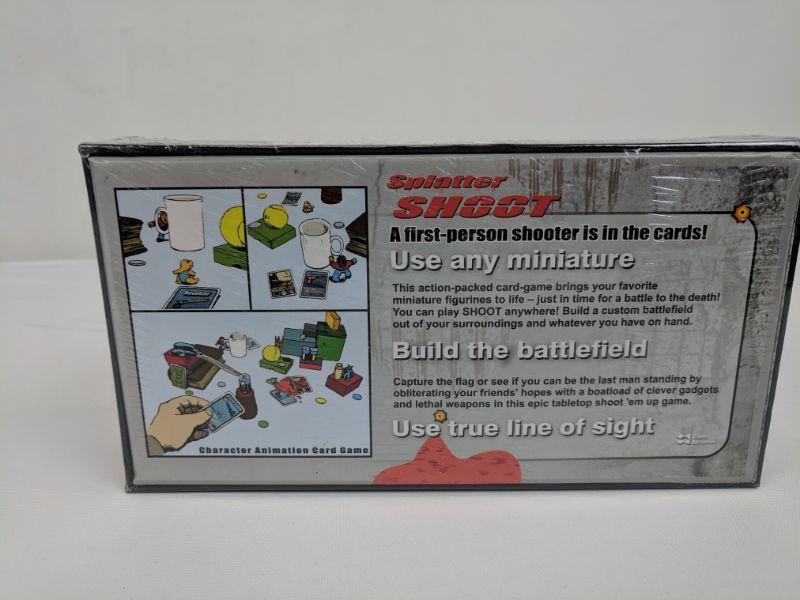 Splatter
SHOOT
A first-person shooter is in the cards!
Use any miniature
This action-packed card-game brings your favorite
miniature figurines to life – just in time for a battle to the death!
You can play SHOOT anywhere! Build a custom battlefield
out of your surroundings and whatever you have on hand.
Build the battlefield
Capture the flag or see if you can be the last man standing by
obliterating your friends' hopes with a boatload of clever gadgets
and lethal weapons in this epic tabletop shoot 'em up game.
Use true line of sight
Revolver
Character Animation Card Game